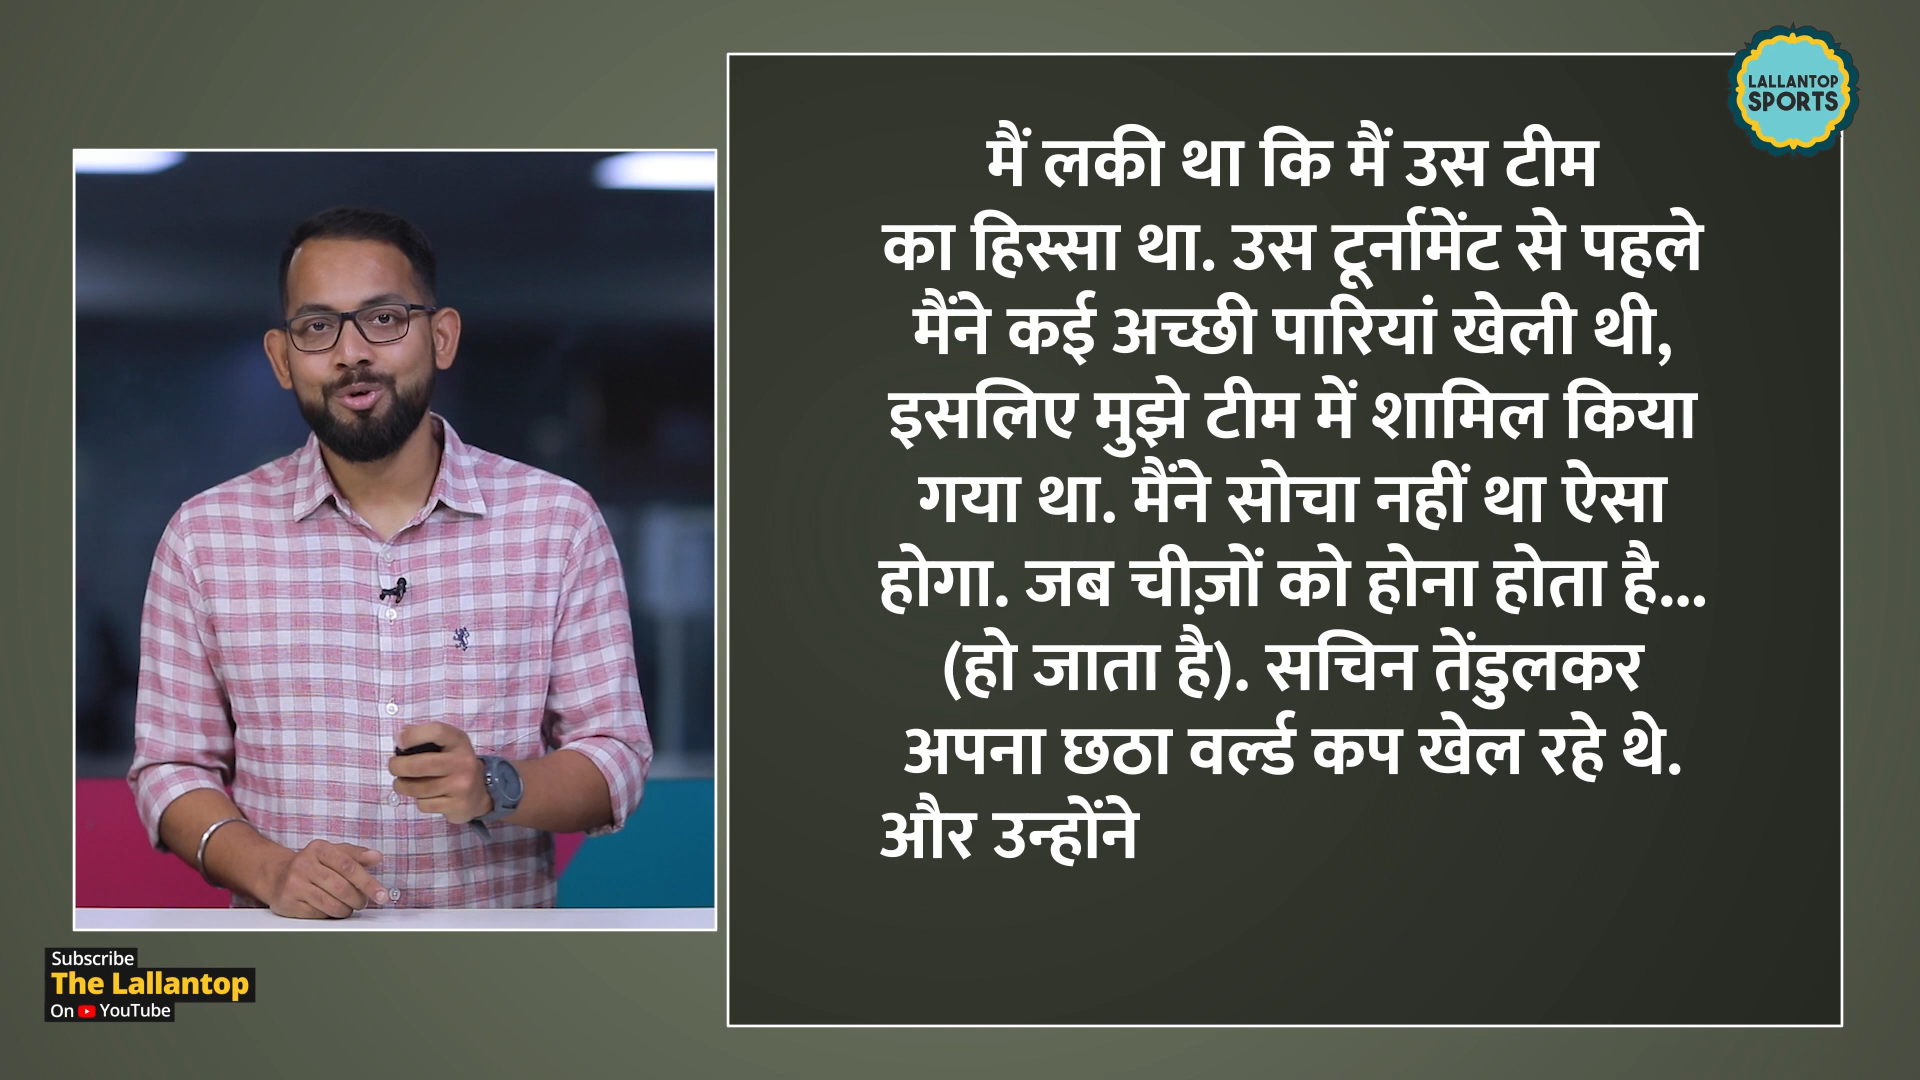 LALLANTOP
SPORTS
मैं लकी था कि मैं उस टीम
का हिस्सा था. उस टूर्नामेंट से पहले
मैंने कई अच्छी पारियां खेली थी,
इसलिए मुझे टीम में शामिल किया
गया था. मैंने सोचा नहीं था ऐसा
होगा. जब चीज़ों को होना होता है...
(हो जाता है). सचिन तेंडुलकर
अपना छठा वर्ल्ड कप खेल रहे थे.
और उन्होंने
Subscribe
The Lallantop
On YouTube